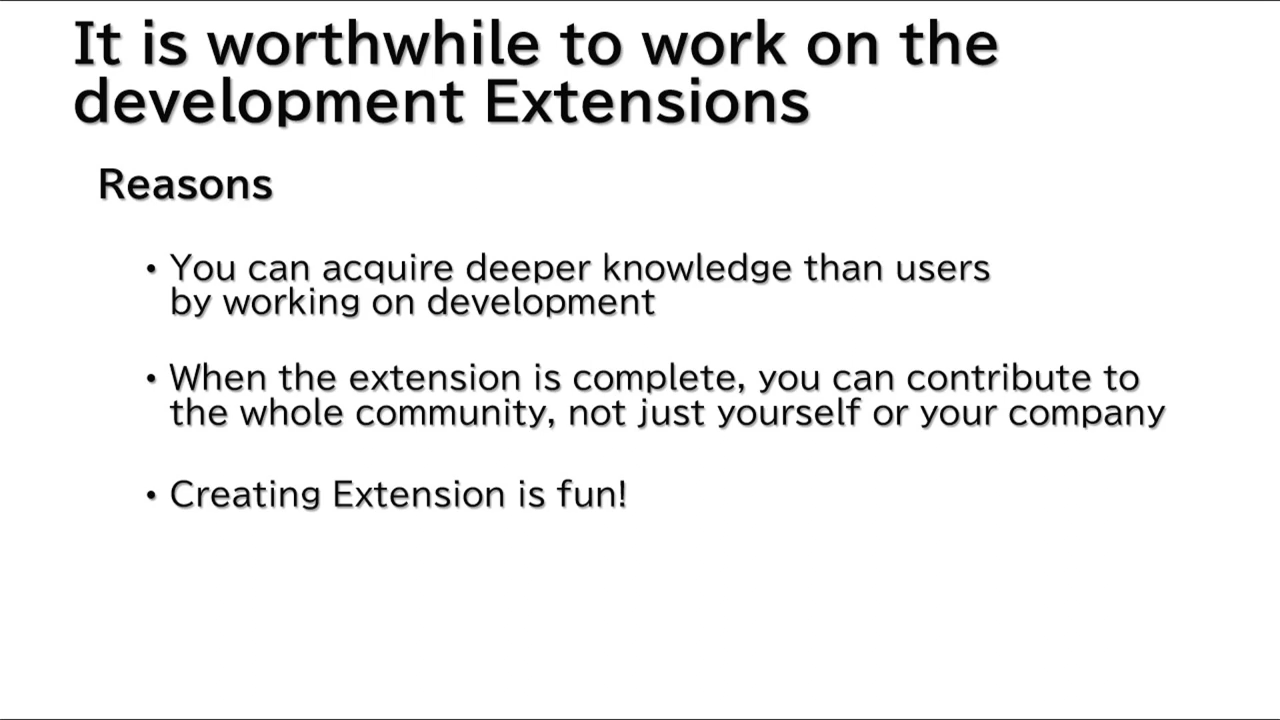 It is worthwhile to work on the
development Extensions
Reasons
• You can acquire deeper knowledge than users
by working on development
• When the extension is complete, you can contribute to
the whole community, not just yourself or your company
• Creating Extension is fun!